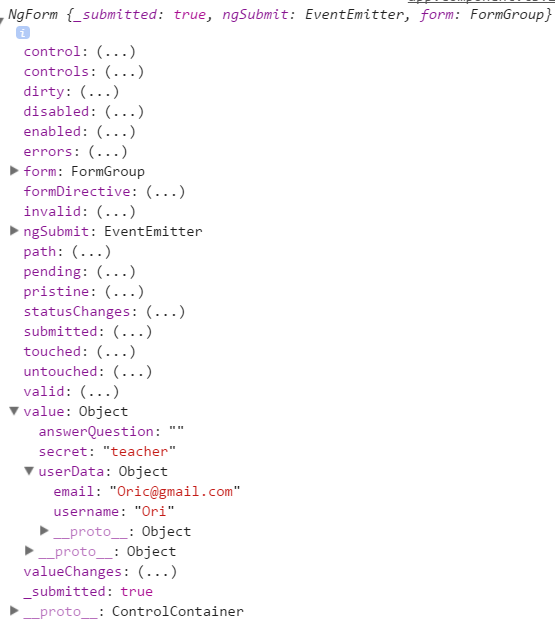 NgForm {_submitted: true, ngSubmit: EventEmitter, form: FormGroup}
i
control: (...)
controls: (...)
dirty: (...)
disabled: (...)
enabled: (...)
errors: (...)
form: FormGroup
formDirective: (...)
invalid: (...)
ngSubmit: EventEmitter
path: (...)
pending: (...)
pristine: (...)
statusChanges: (...)
submitted: (...)
touched: (...)
untouched: (...)
valid: (...)
value: Object
answerQuestion: ""
secret: "teacher"
userData: Object
email: "Oric@gmail.com"
username: "Ori"
__proto__: Object
__proto__: Object
valueChanges: (...)
_submitted: true
__proto__: ControlContainer